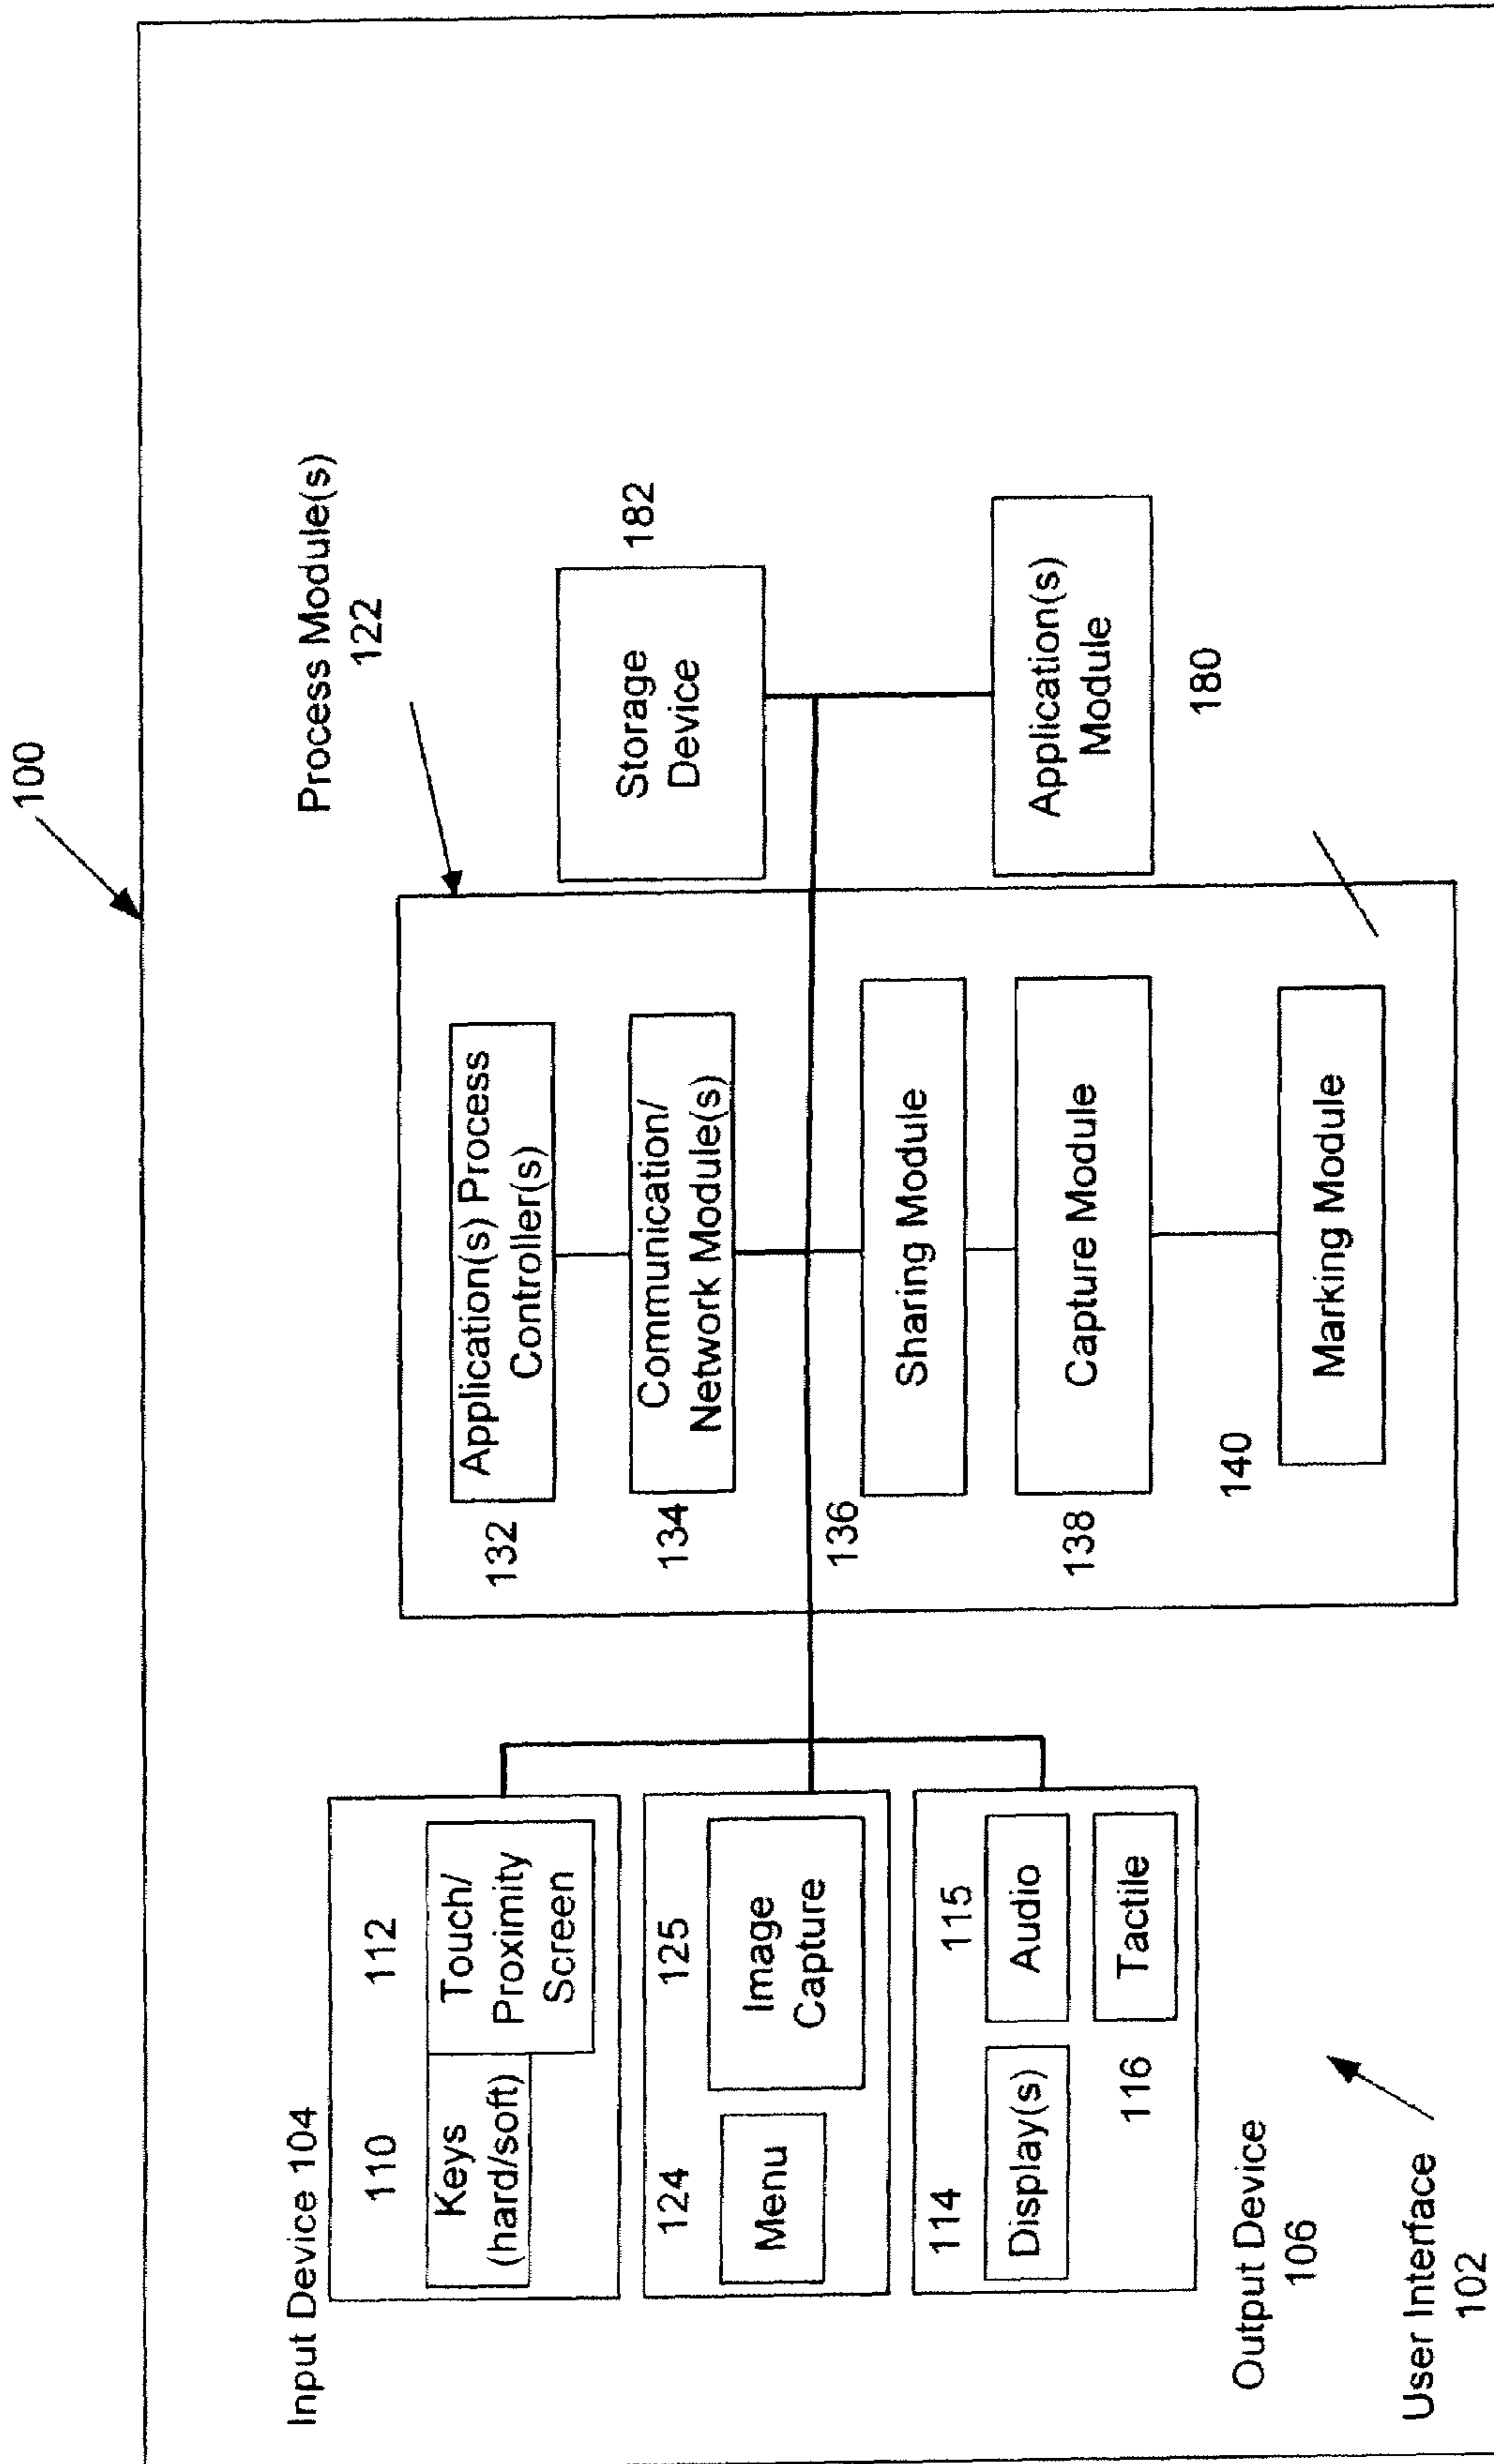 100
Process Module(s)
122
Input Device 104
110
112
Keys
(hard/soft)
Touch/
Proximity
Screen
124
125
Menu
Image
Capture
114
115
Display(s)
Audio
116
Tactile
Output Device
106
User Interface
102
Application(s) Process
Controller(s)
132
Communication/
Network Module(s)
134
136
Sharing Module
138
Capture Module
140
Marking Module
Storage
Device
182
Application(s)
Module
180